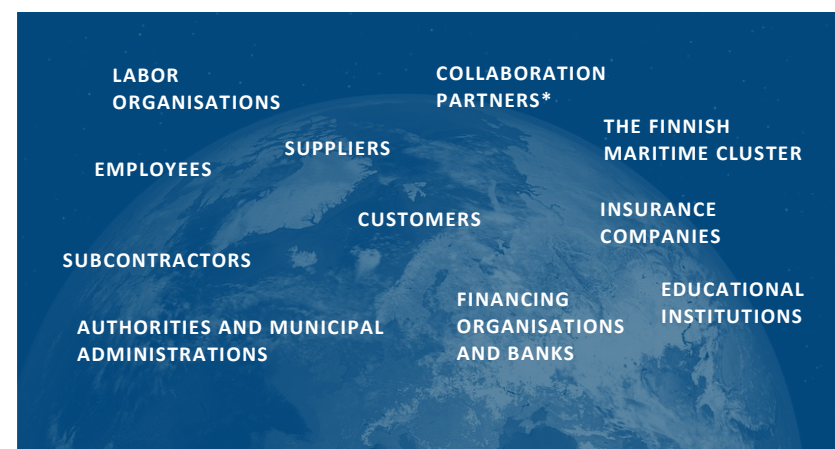 LABOR
ORGANISATIONS
COLLABORATION
PARTNERS*
THE FINNISH
MARITIME CLUSTER
SUPPLIERS
EMPLOYEES
CUSTOMERS
INSURANCE
COMPANIES
SUBCONTRACTORS
EDUCATIONAL
INSTITUTIONS
FINANCING
ORGANISATIONS
AND BANKS
AUTHORITIES AND MUNICIPAL
ADMINISTRATIONS